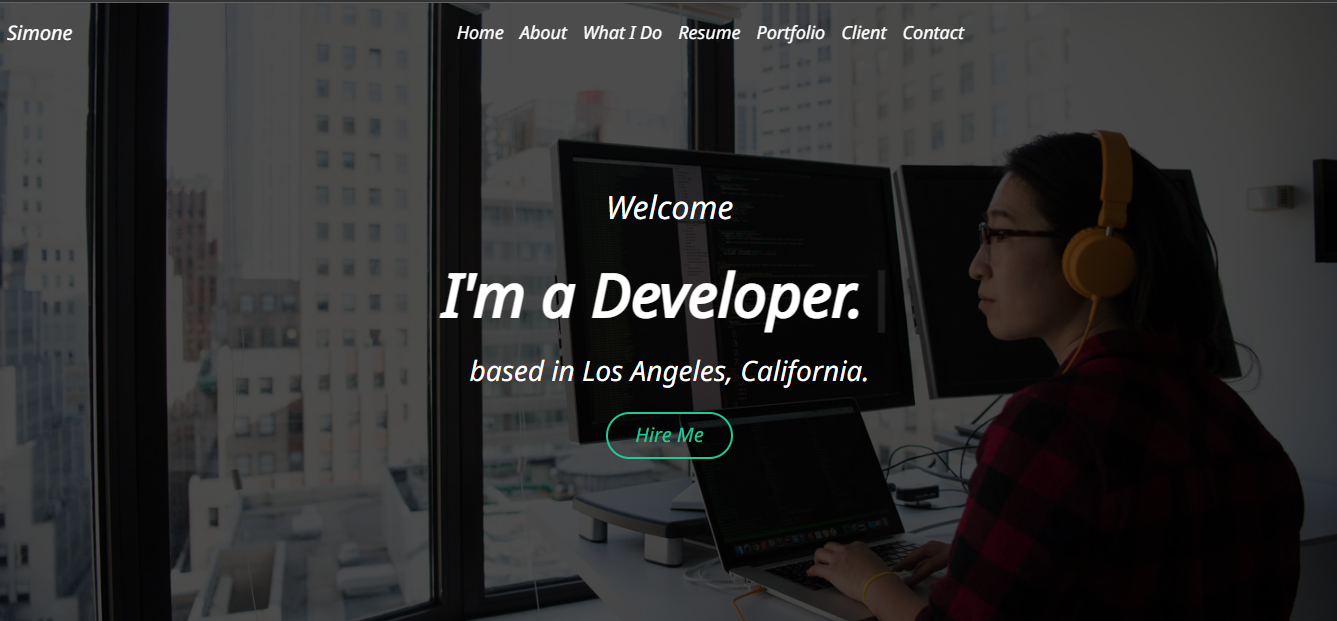 Simone Home About What I Do Resume Portfolio Client Contact
Welcome
I'm a Developer.
based in Los Angeles, California.
Hire Me